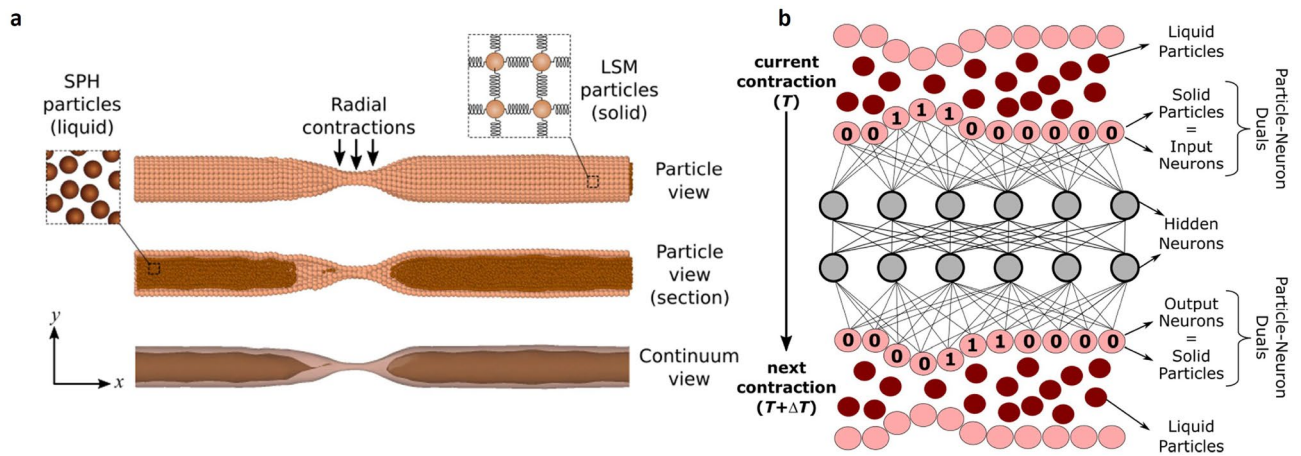 a
SPH
particles
(liquid)
Radial
contractions
LSM
particles
(solid)
Particle
view
Particle
view
(section)
Continuum
view
y
x
b
current
contraction
(T)
next
contraction
(T+ΔT)
0 0 1 1 1 0 0 0 0 0 0
0 0 0 0 1 1 1 0 0 0 0
Liquid
Particles
Solid
Particles
=
Input
Neurons
Particle-Neuron
Duals
Hidden
Neurons
Output
Neurons
=
Solid
Particles
Particle-Neuron
Duals
Liquid
Particles